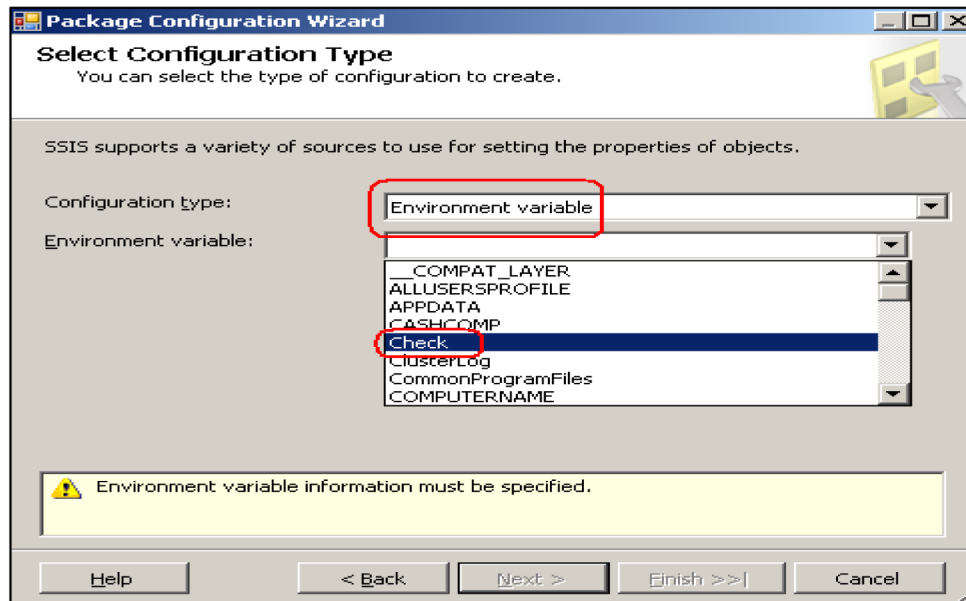 Package Configuration Wizard
Select Configuration Type
You can select the type of configuration to create.
SSIS supports a variety of sources to use for setting the properties of objects.
Configuration type:
Environment variable
Environment variable:
__COMPAT_LAYER
ALLUSERSPROFILE
APPDATA
CASHCOMP
Check
ClusterLog
CommonProgramFiles
COMPUTERNAME
Environment variable information must be specified.
Help < Back Next > Finish >>| Cancel